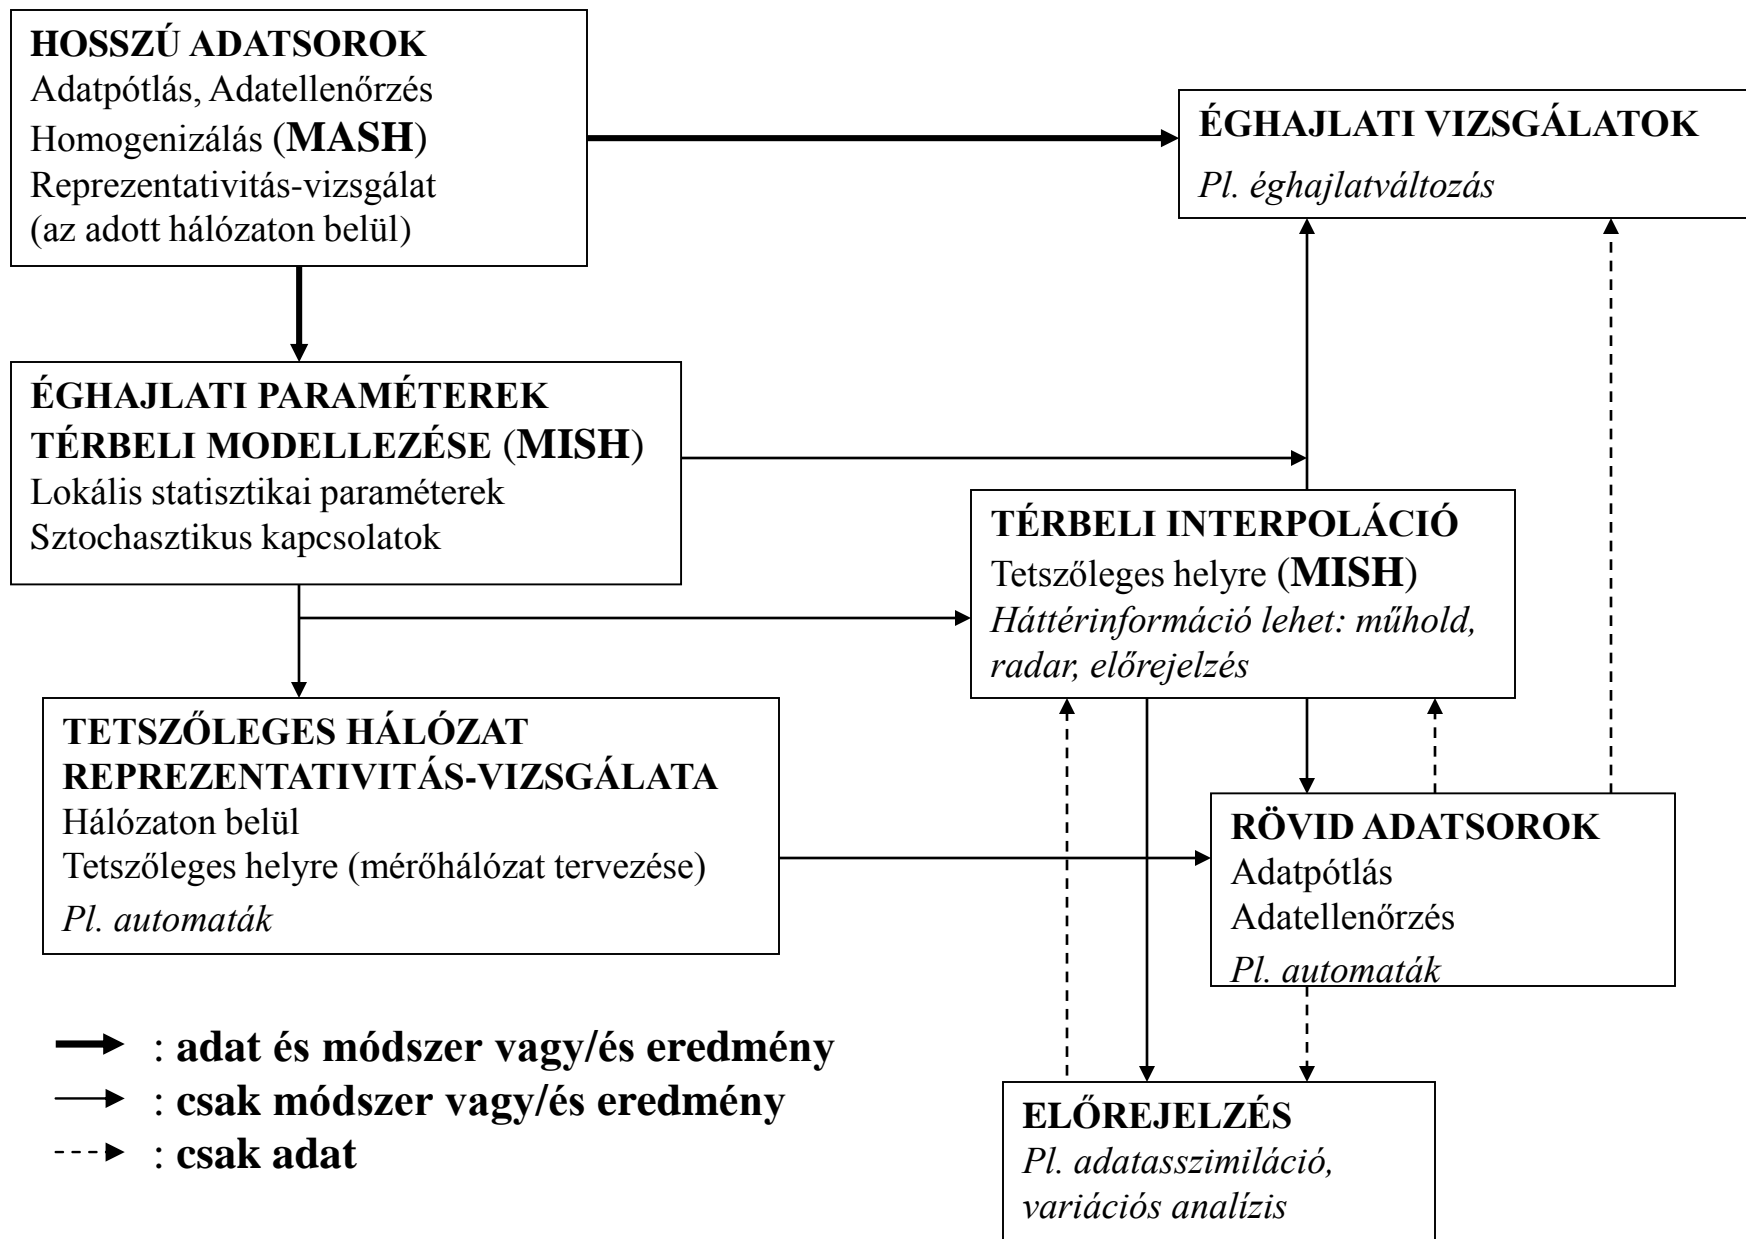 HOSSZÚ ADATSOROK
Adatpótlás, Adatellenőrzés
Homogenizálás (MASH)
Reprezentativitás-vizsgálat
(az adott hálózaton belül)
ÉGHAJLATI VIZSGÁLATOK
Pl. éghajlatváltozás
ÉGHAJLATI PARAMÉTEREK
TÉRBELI MODELLEZÉSE (MISH)
Lokális statisztikai paraméterek
Sztochasztikus kapcsolatok
TÉRBELI INTERPOLÁCIÓ
Tetszőleges helyre (MISH)
Háttérinformáció lehet: műhold,
radar, előrejelzés
TETSZŐLEGES HÁLÓZAT
REPREZENTATIVITÁS-VIZSGÁLATA
Hálózaton belül
Tetszőleges helyre (mérőhálózat tervezése)
Pl. automaták
RÖVID ADATSOROK
Adatpótlás
Adatellenőrzés
Pl. automaták
: adat és módszer vagy/és eredmény
: csak módszer vagy/és eredmény
: csak adat
ELŐREJELZÉS
Pl. adatasszimiláció,
variációs analízis